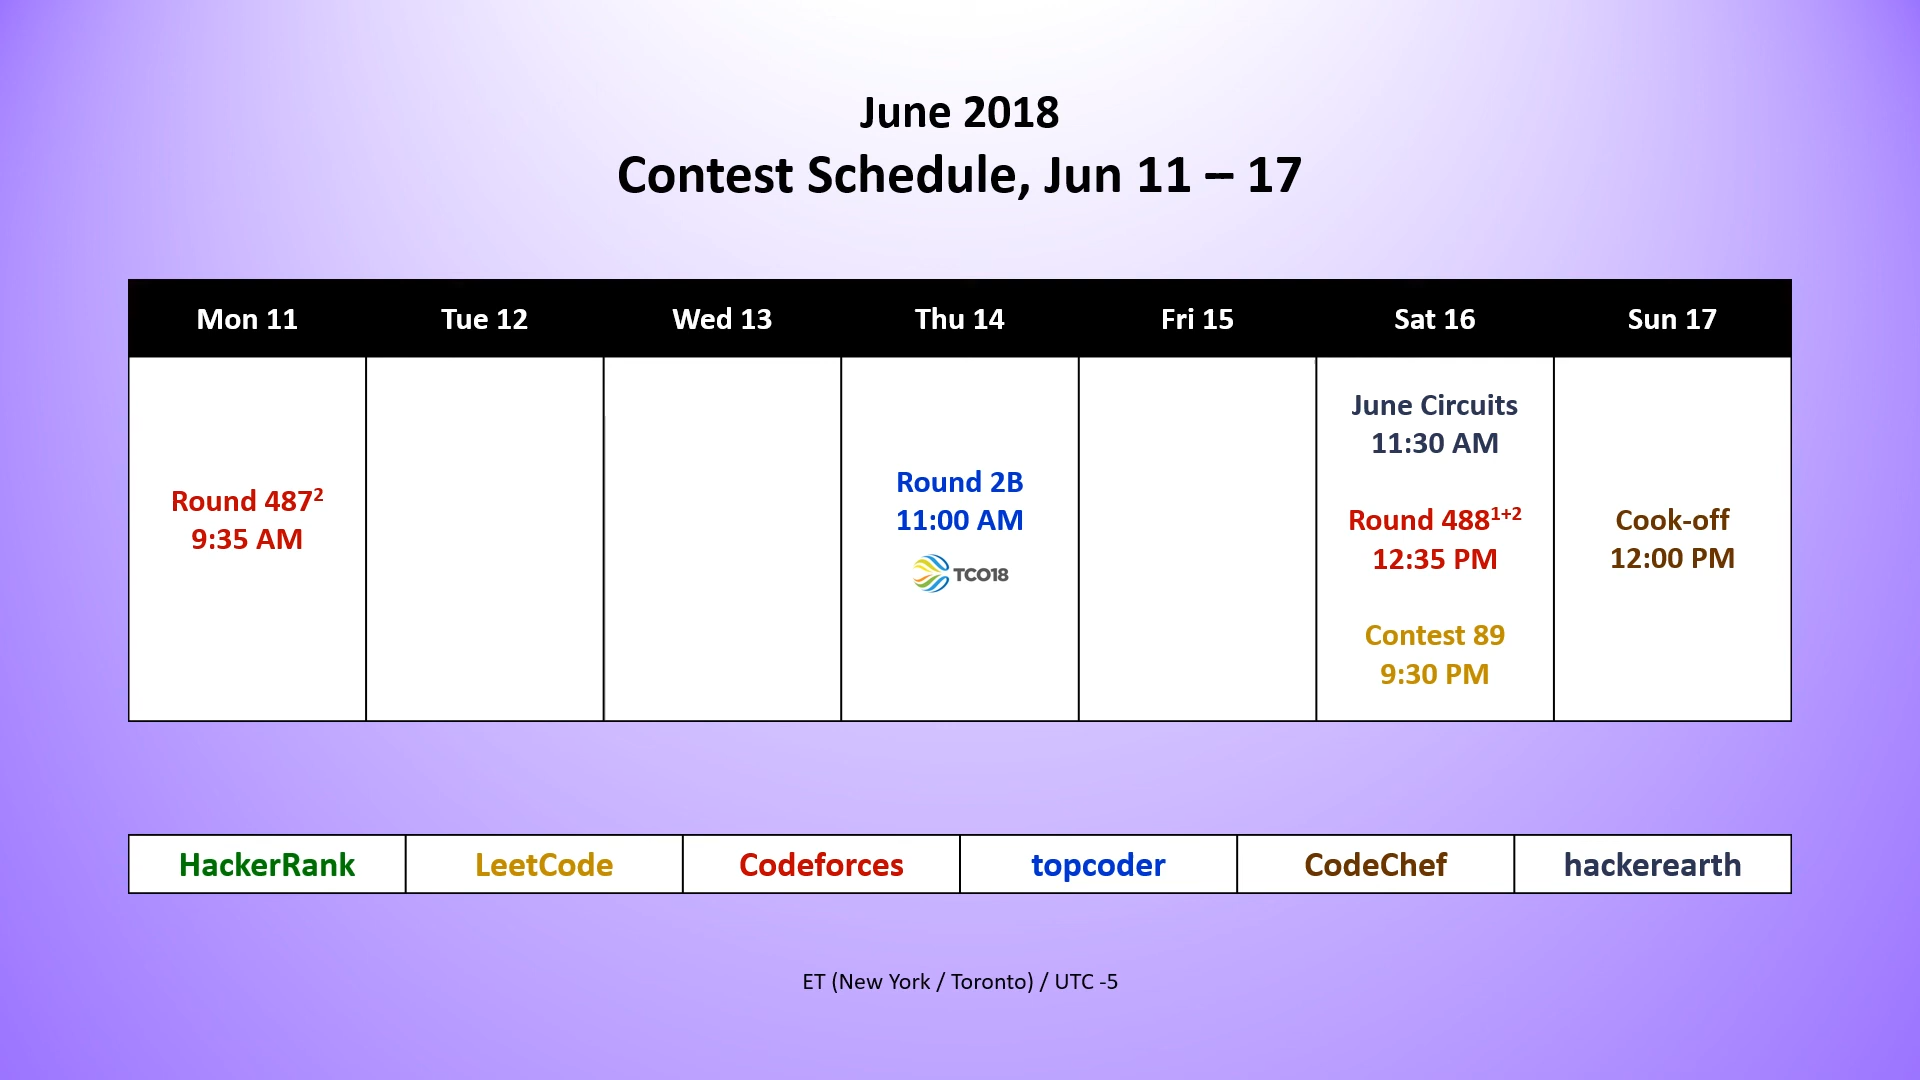 June 2018
Contest Schedule, Jun 11 – 17
Mon 11
Tue 12
Wed 13
Thu 14
Fri 15
Sat 16
Sun 17
Round 487²
9:35 AM
Round 2B
11:00 AM
TCO18
June Circuits
11:30 AM
Round 488¹⁺²
12:35 PM
Contest 89
9:30 PM
Cook-off
12:00 PM
HackerRank
LeetCode
Codeforces
topcoder
CodeChef
hackerearth
ET (New York / Toronto) / UTC -5